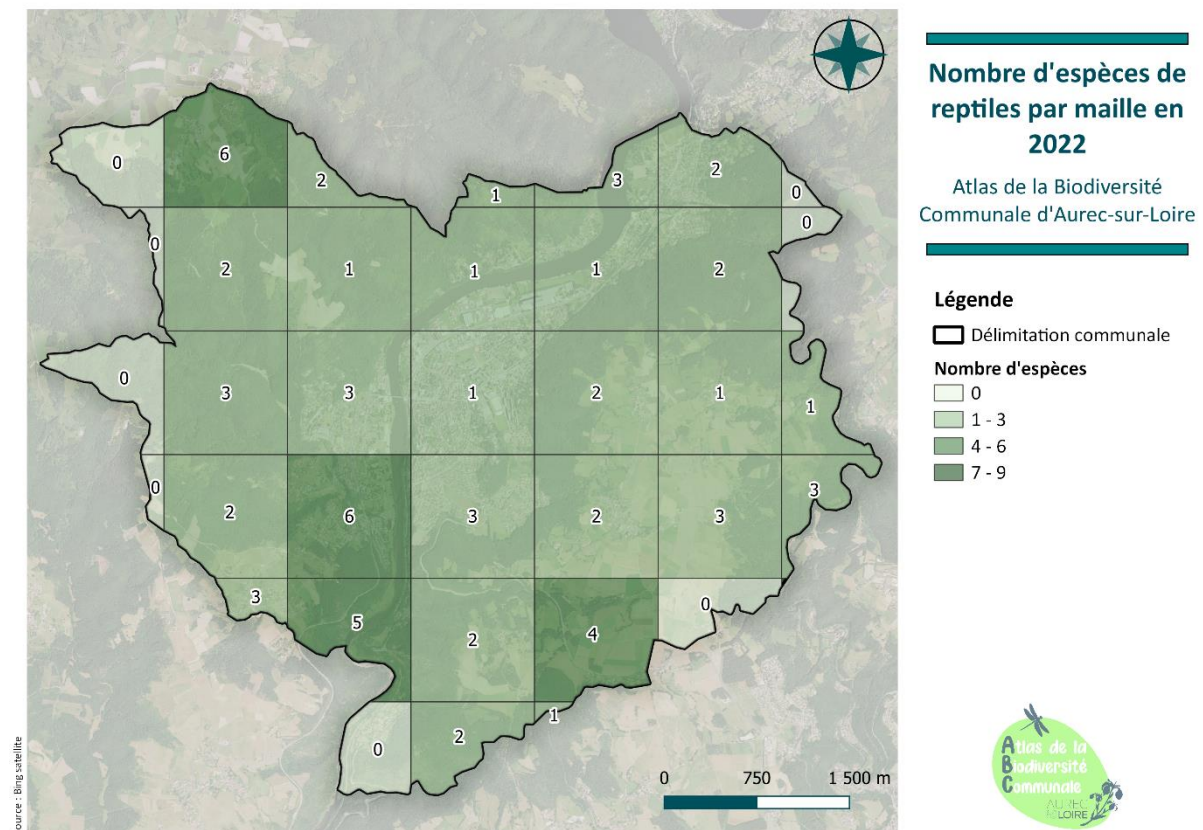 Nombre d'espèces de
reptiles par maille en
2022
Atlas de la Biodiversité
Communale d'Aurec-sur-Loire
Légende
Délimitation communale
Nombre d'espèces
0
1 - 3
4 - 6
7 - 9
0 6 2 1 3 2 0
0
0 2 1 1 1 2
0 3 3 1 2 1 1
0 2 6 3 2 3 3
3 5 2 4 0
0 2 1
0 750 1 500 m
ource : Bing satellite
Atlas de la
Biodiversité
Communale
AUREC
LOIRE